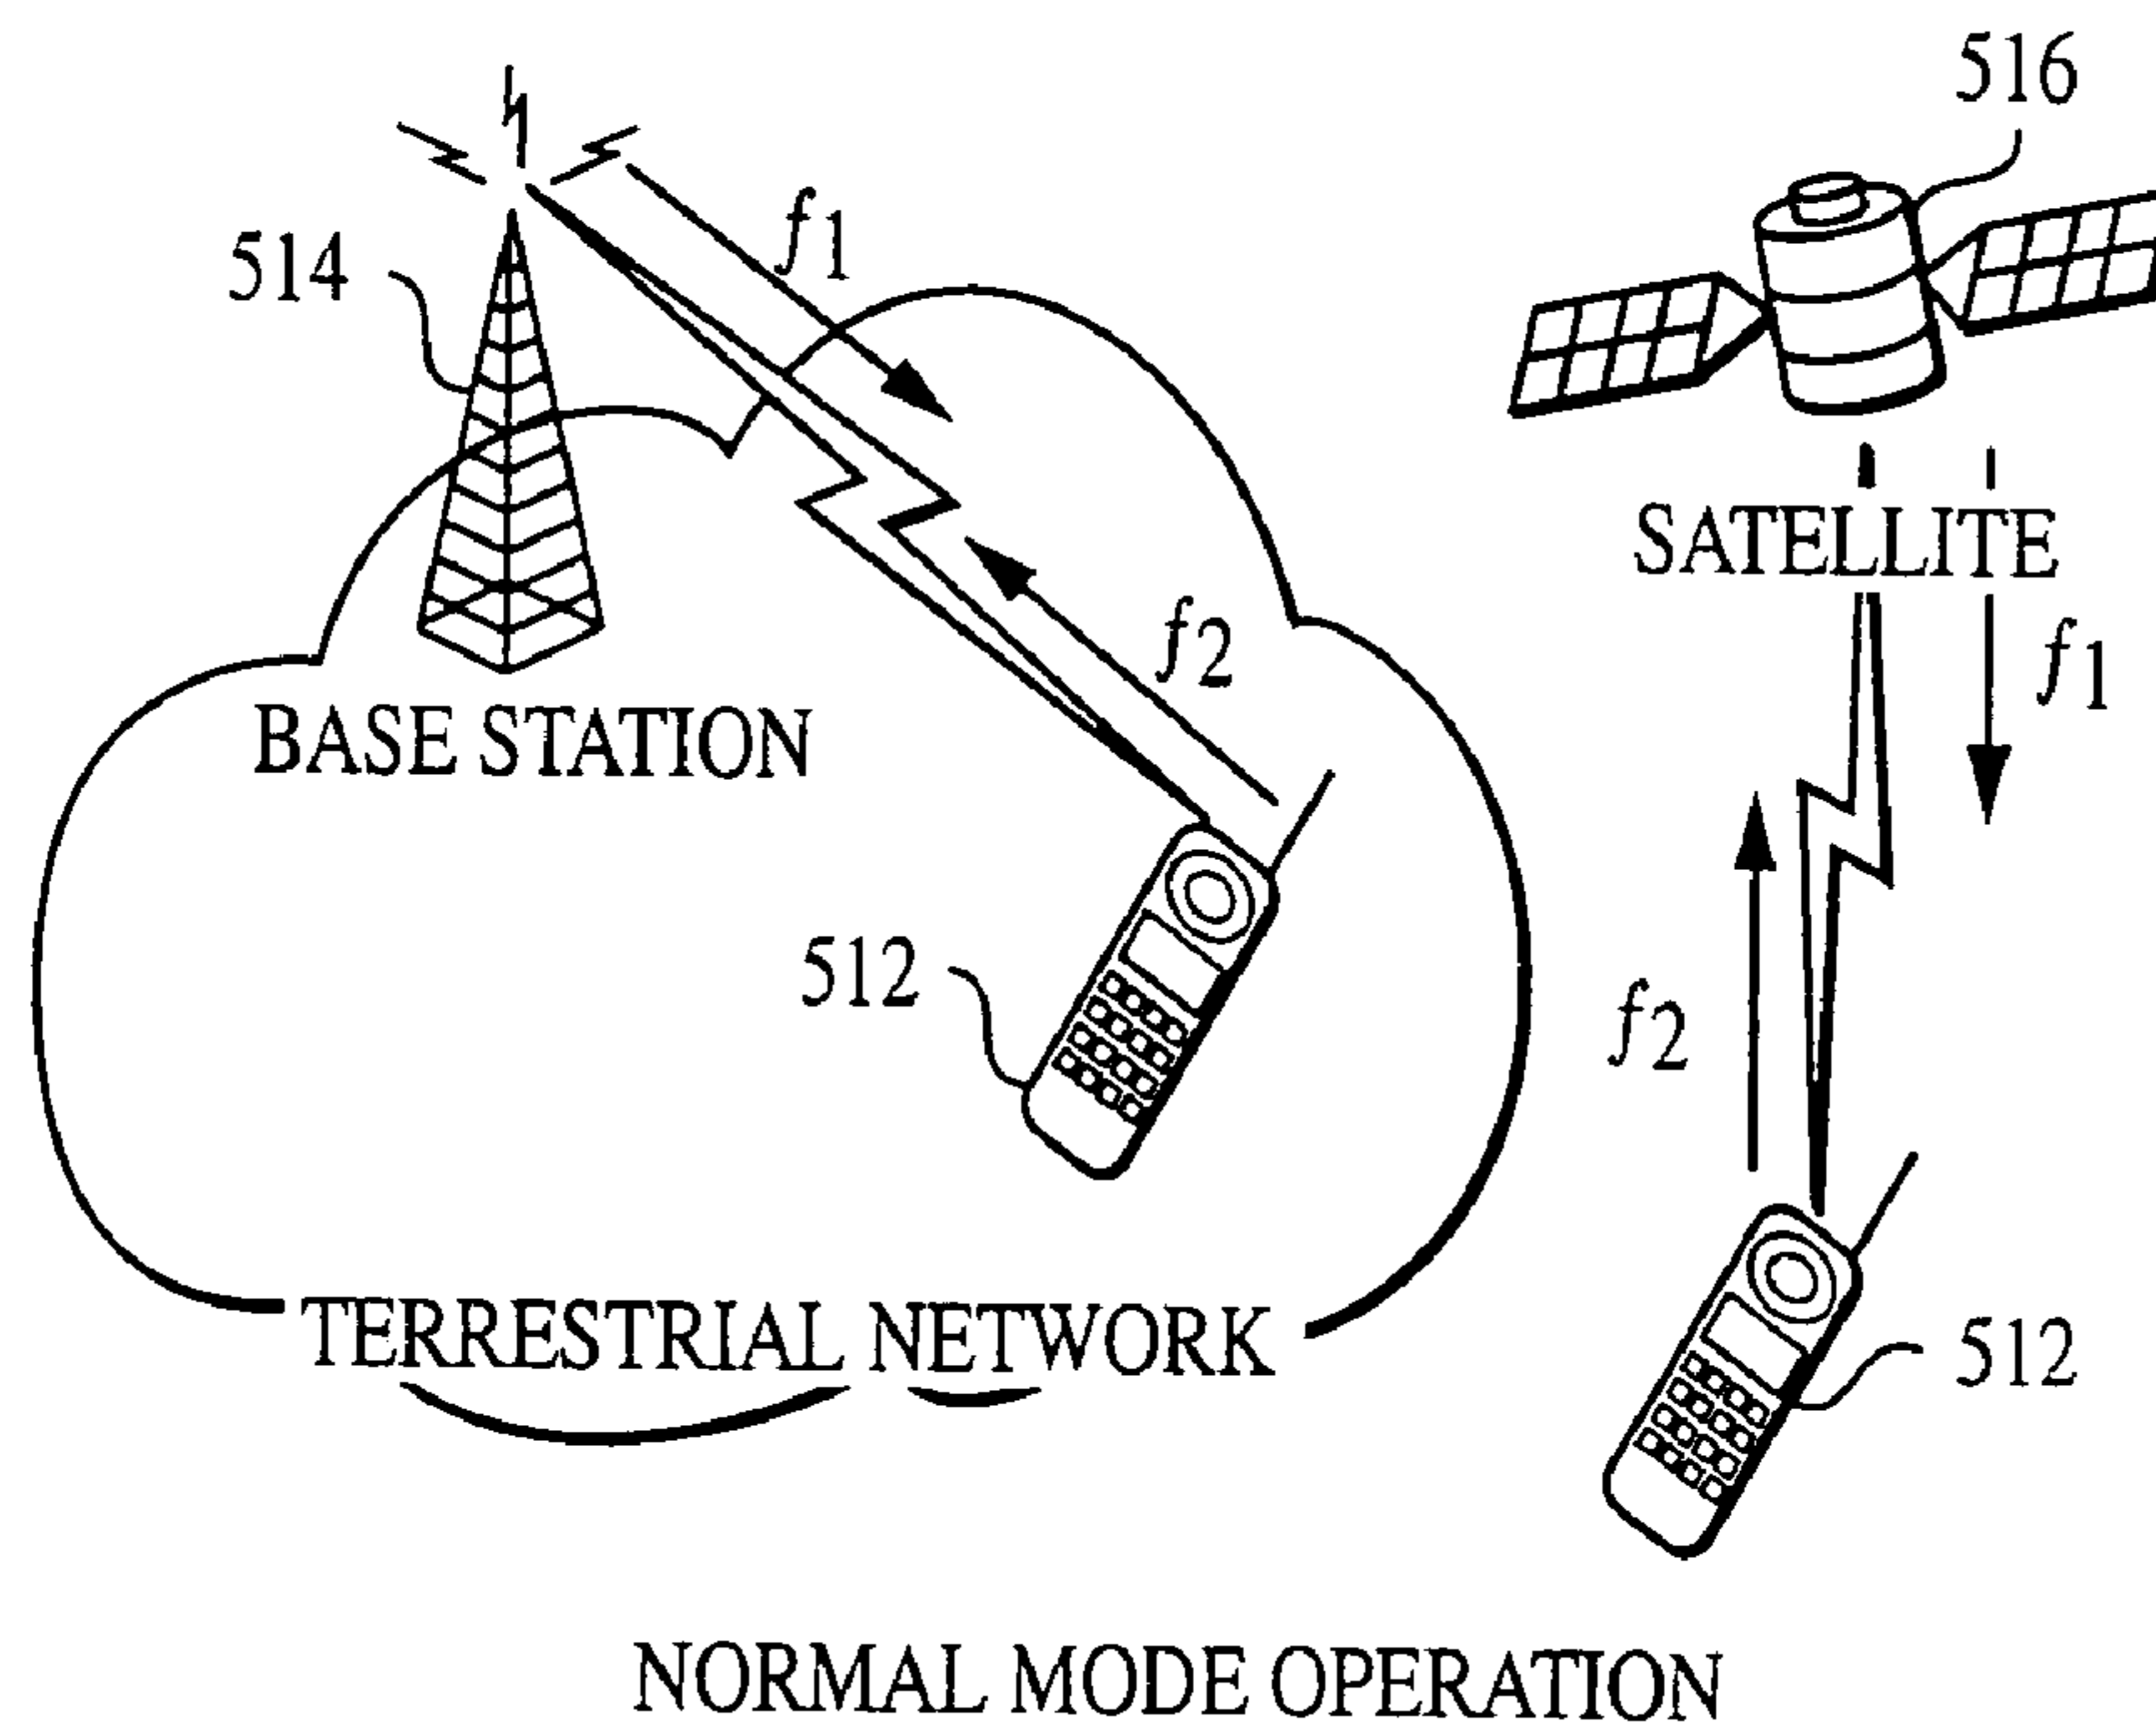 516
514
f1
SATELLITE
f2
f1
BASE STATION
512
f2
TERRESTRIAL NETWORK
512
NORMAL MODE OPERATION